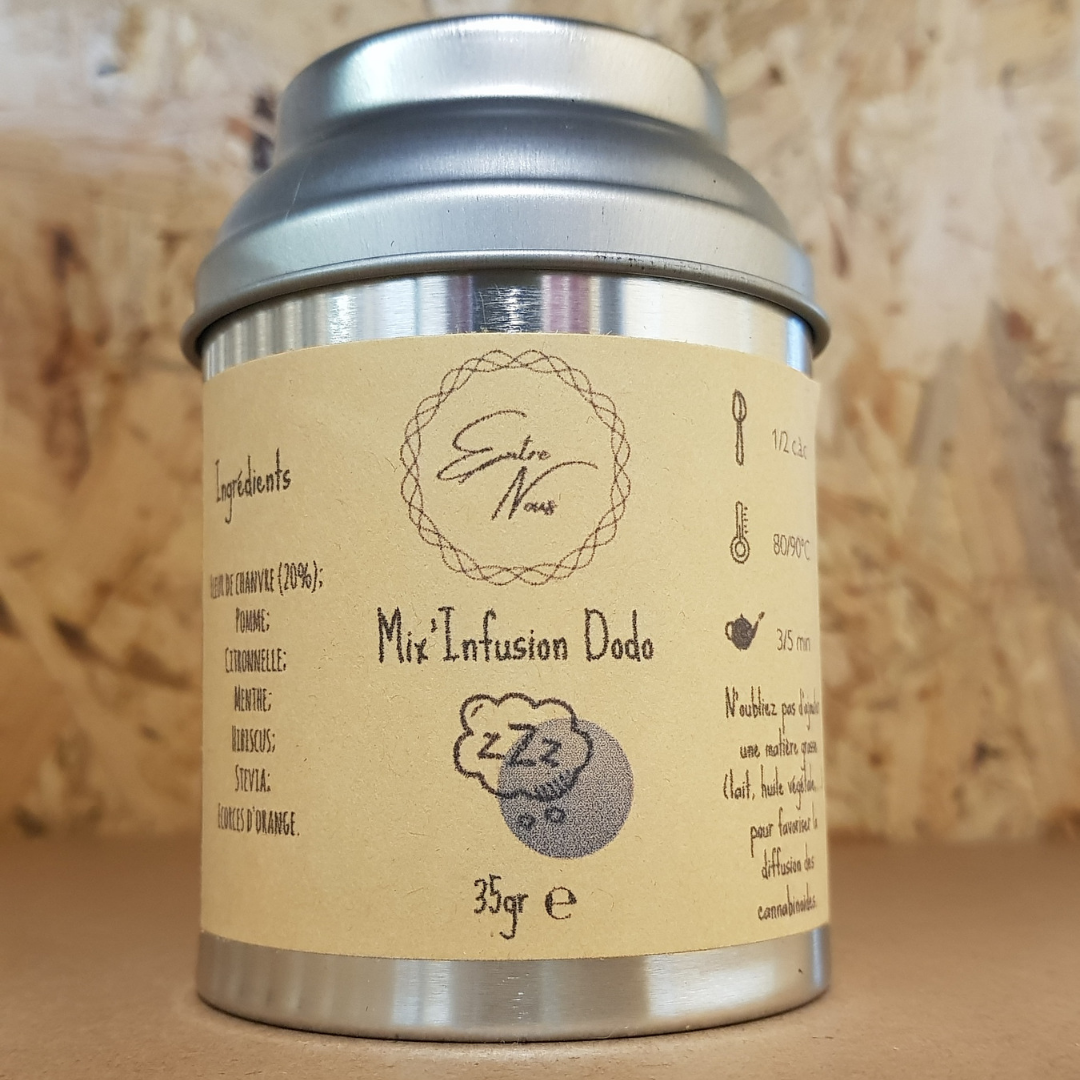 Entre
Nous
Mix'Infusion Dodo
zZz
35gr ℮
Ingrédients
FLEUR DE CHANVRE (20%);
POMME;
CITRONNELLE;
MENTHE;
HIBISCUS;
STEVIA;
ECORCES D'ORANGE.
1/2 c.à.c
80/90°C
3/5 min
N'oubliez pas d'ajouter
une matière grasse
(lait, huile végétale,...
pour favoriser la
diffusion des
cannabinoïdes.